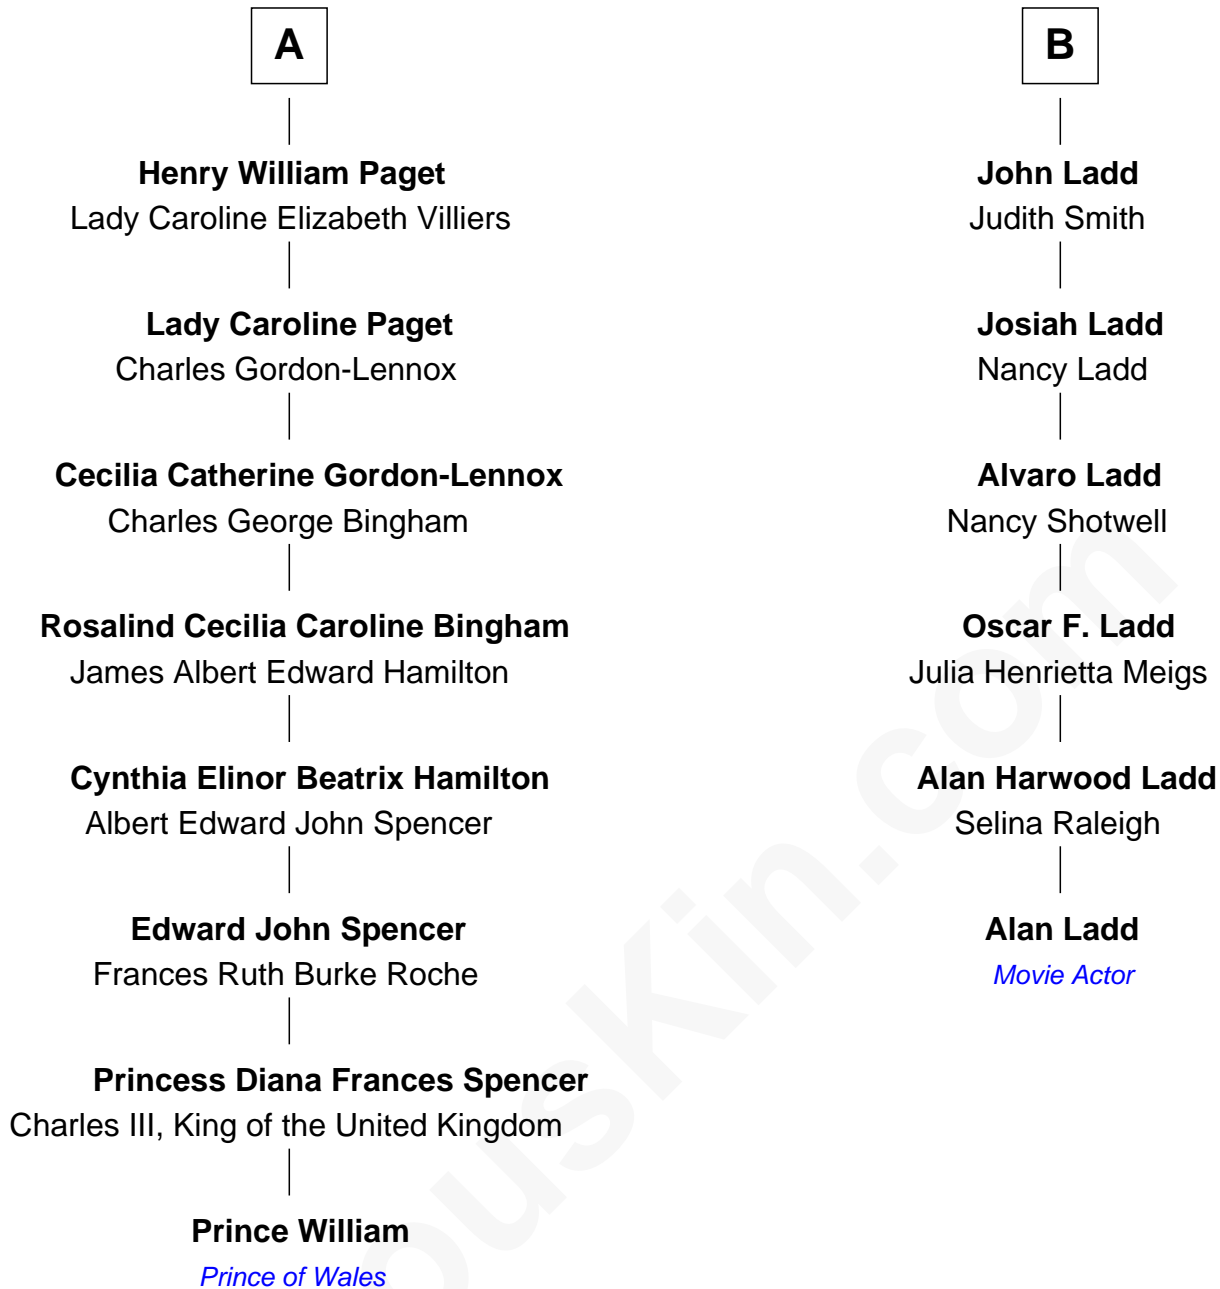 A
Henry William Paget
Lady Caroline Elizabeth Villiers
Lady Caroline Paget
Charles Gordon-Lennox
Cecilia Catherine Gordon-Lennox
Charles George Bingham
Rosalind Cecilia Caroline Bingham
James Albert Edward Hamilton
Cynthia Elinor Beatrix Hamilton
Albert Edward John Spencer
Edward John Spencer
Frances Ruth Burke Roche
Princess Diana Frances Spencer
Charles III, King of the United Kingdom
Prince William
Prince of Wales
B
John Ladd
Judith Smith
Josiah Ladd
Nancy Ladd
Alvaro Ladd
Nancy Shotwell
Oscar F. Ladd
Julia Henrietta Meigs
Alan Harwood Ladd
Selina Raleigh
Alan Ladd
Movie Actor
ousKin.com